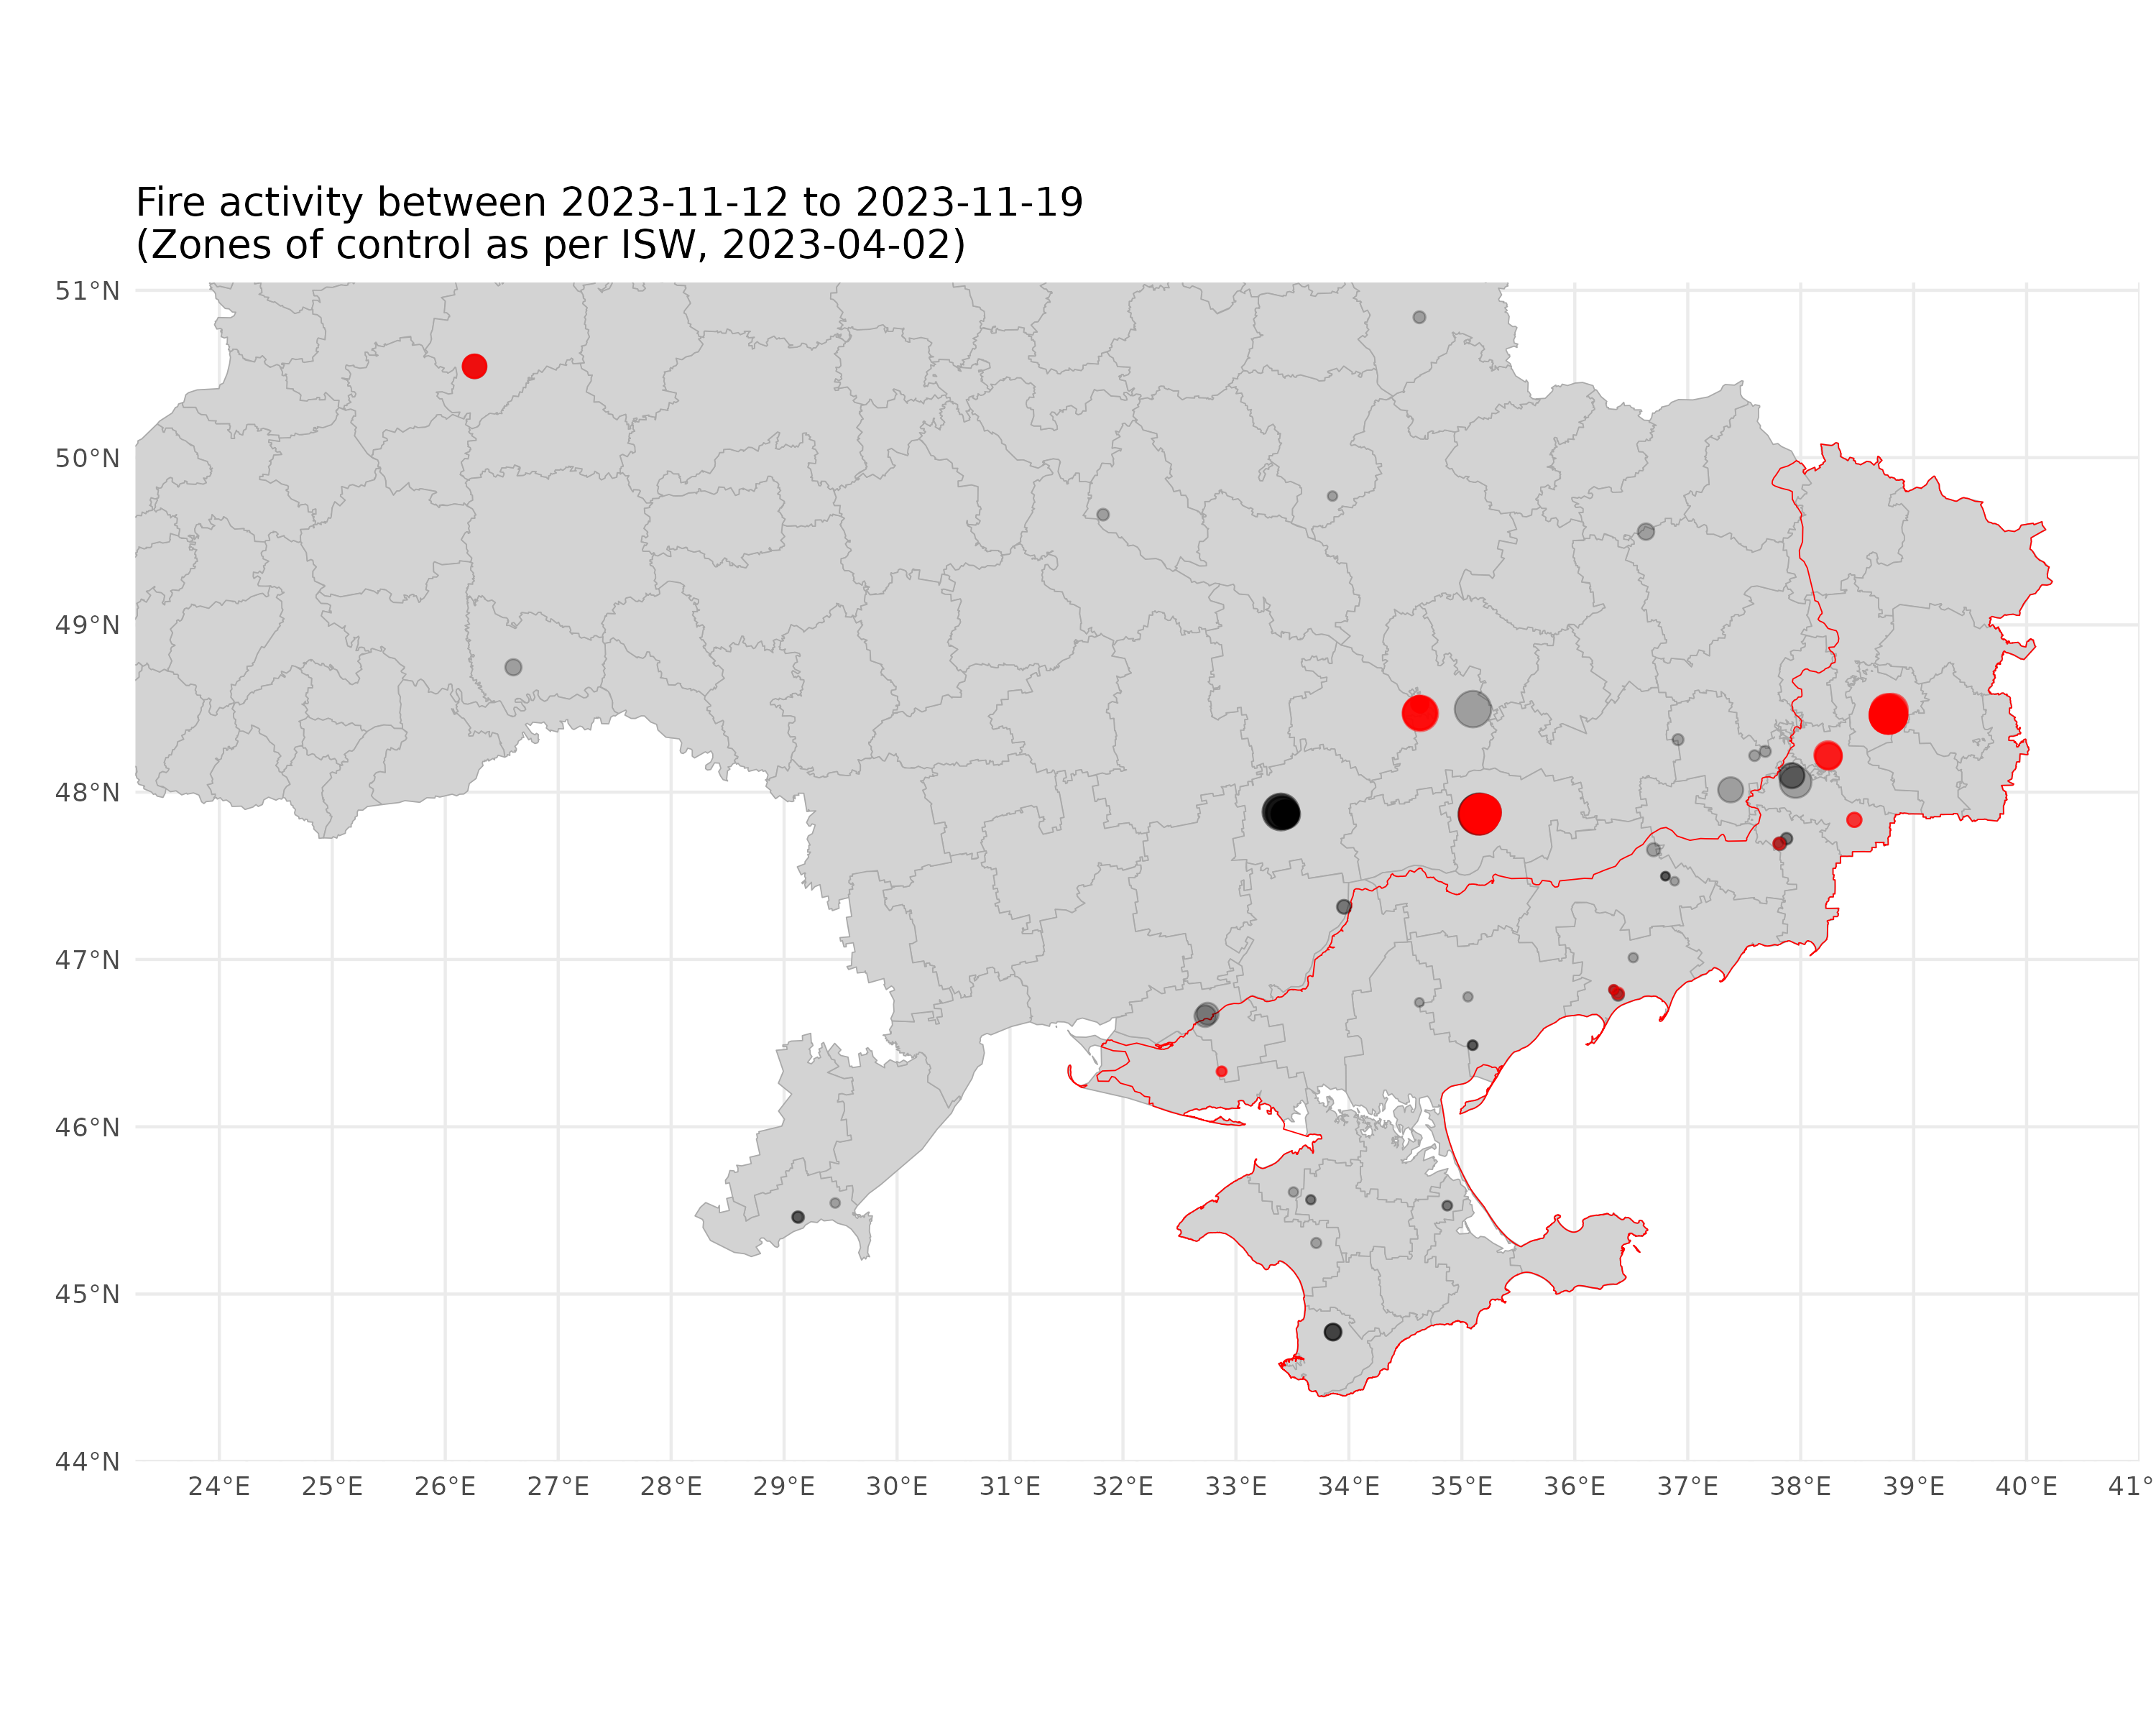 Fire activity between 2023-11-12 to 2023-11-19
(Zones of control as per ISW, 2023-04-02)
51°N
50°N
49°N
48°N
47°N
46°N
45°N
44°N
24°E 25°E 26°E 27°E 28°E 29°E 30°E 31°E 32°E 33°E 34°E 35°E 36°E 37°E 38°E 39°E 40°E 41°